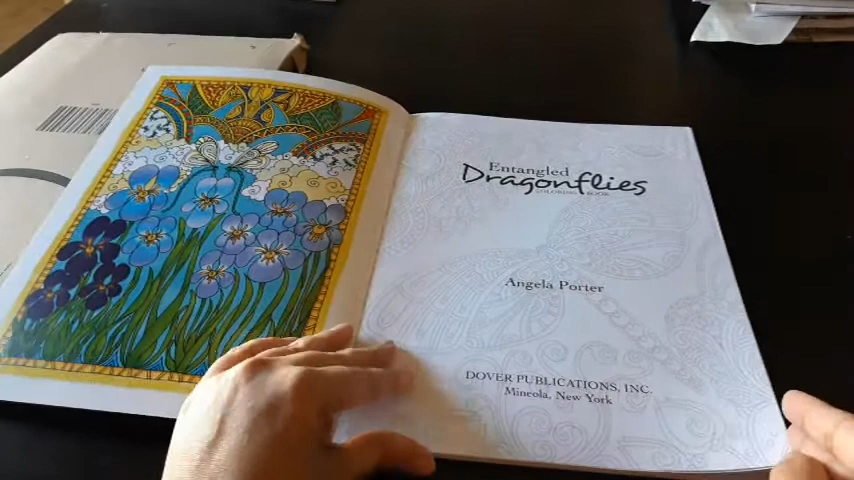 Entangled
Dragonflies
COLORING BOOK
Angela Porter
DOVER PUBLICATIONS, INC.
Mineola, New York